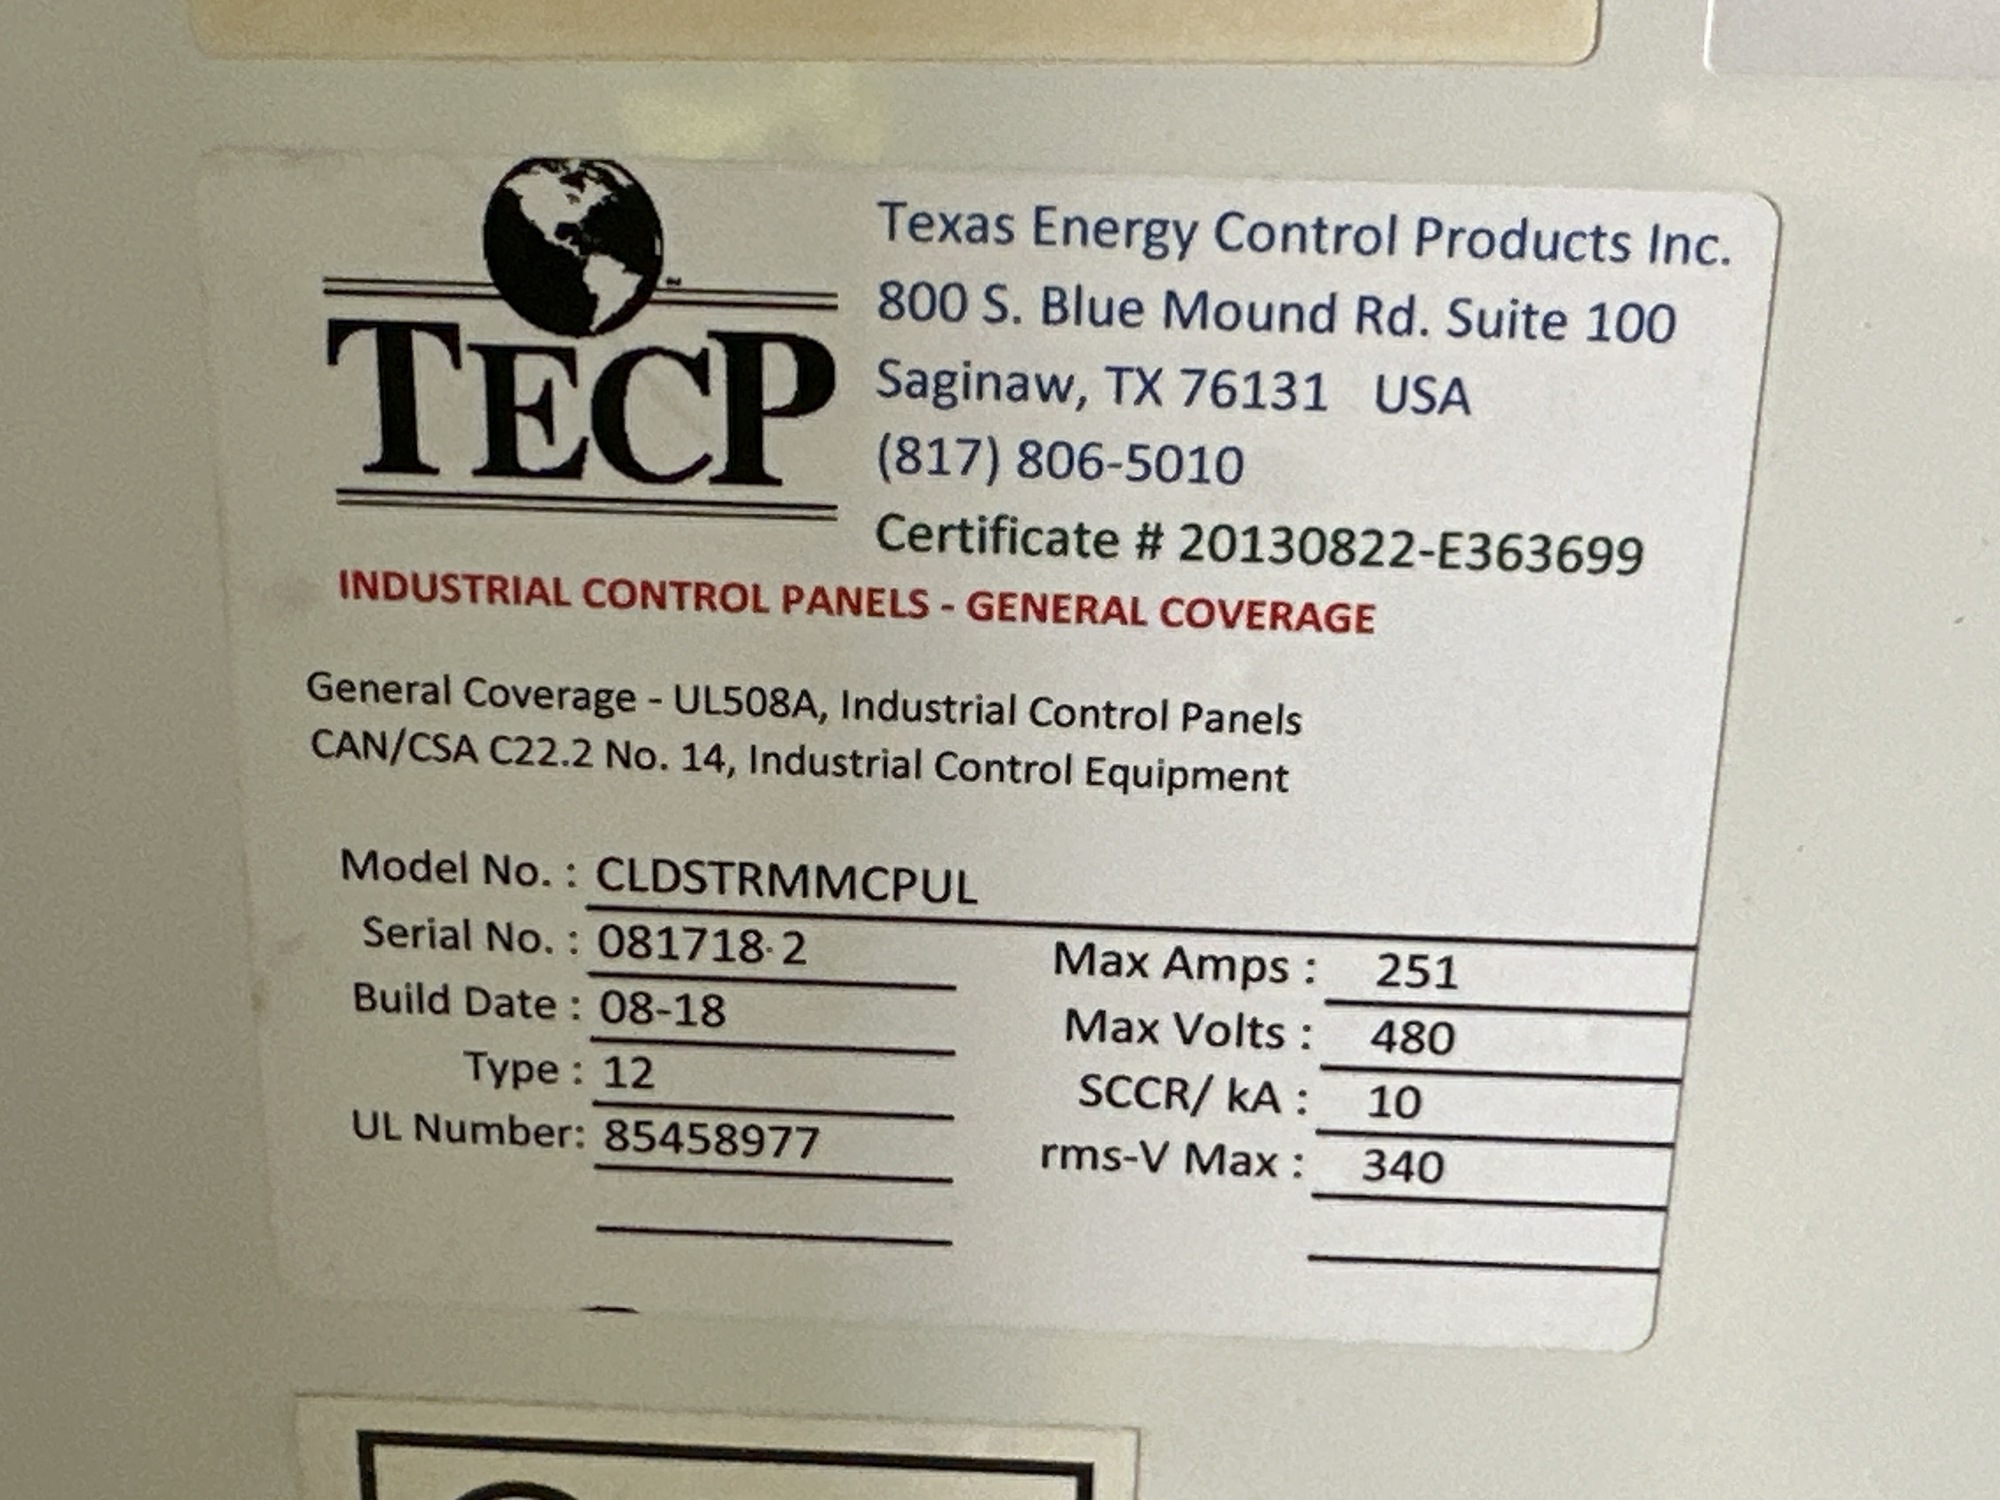 TECP
Texas Energy Control Products Inc.
800 S. Blue Mound Rd. Suite 100
Saginaw, TX 76131 USA
(817) 806-5010
Certificate # 20130822-E363699
INDUSTRIAL CONTROL PANELS - GENERAL COVERAGE
General Coverage - UL508A, Industrial Control Panels
CAN/CSA C22.2 No. 14, Industrial Control Equipment
Model No. : CLDSTRMMCPUL
Serial No. : 081718-2 Max Amps : 251
Build Date : 08-18 Max Volts : 480
Type : 12 SCCR/ kA : 10
UL Number: 85458977 rms-V Max : 340